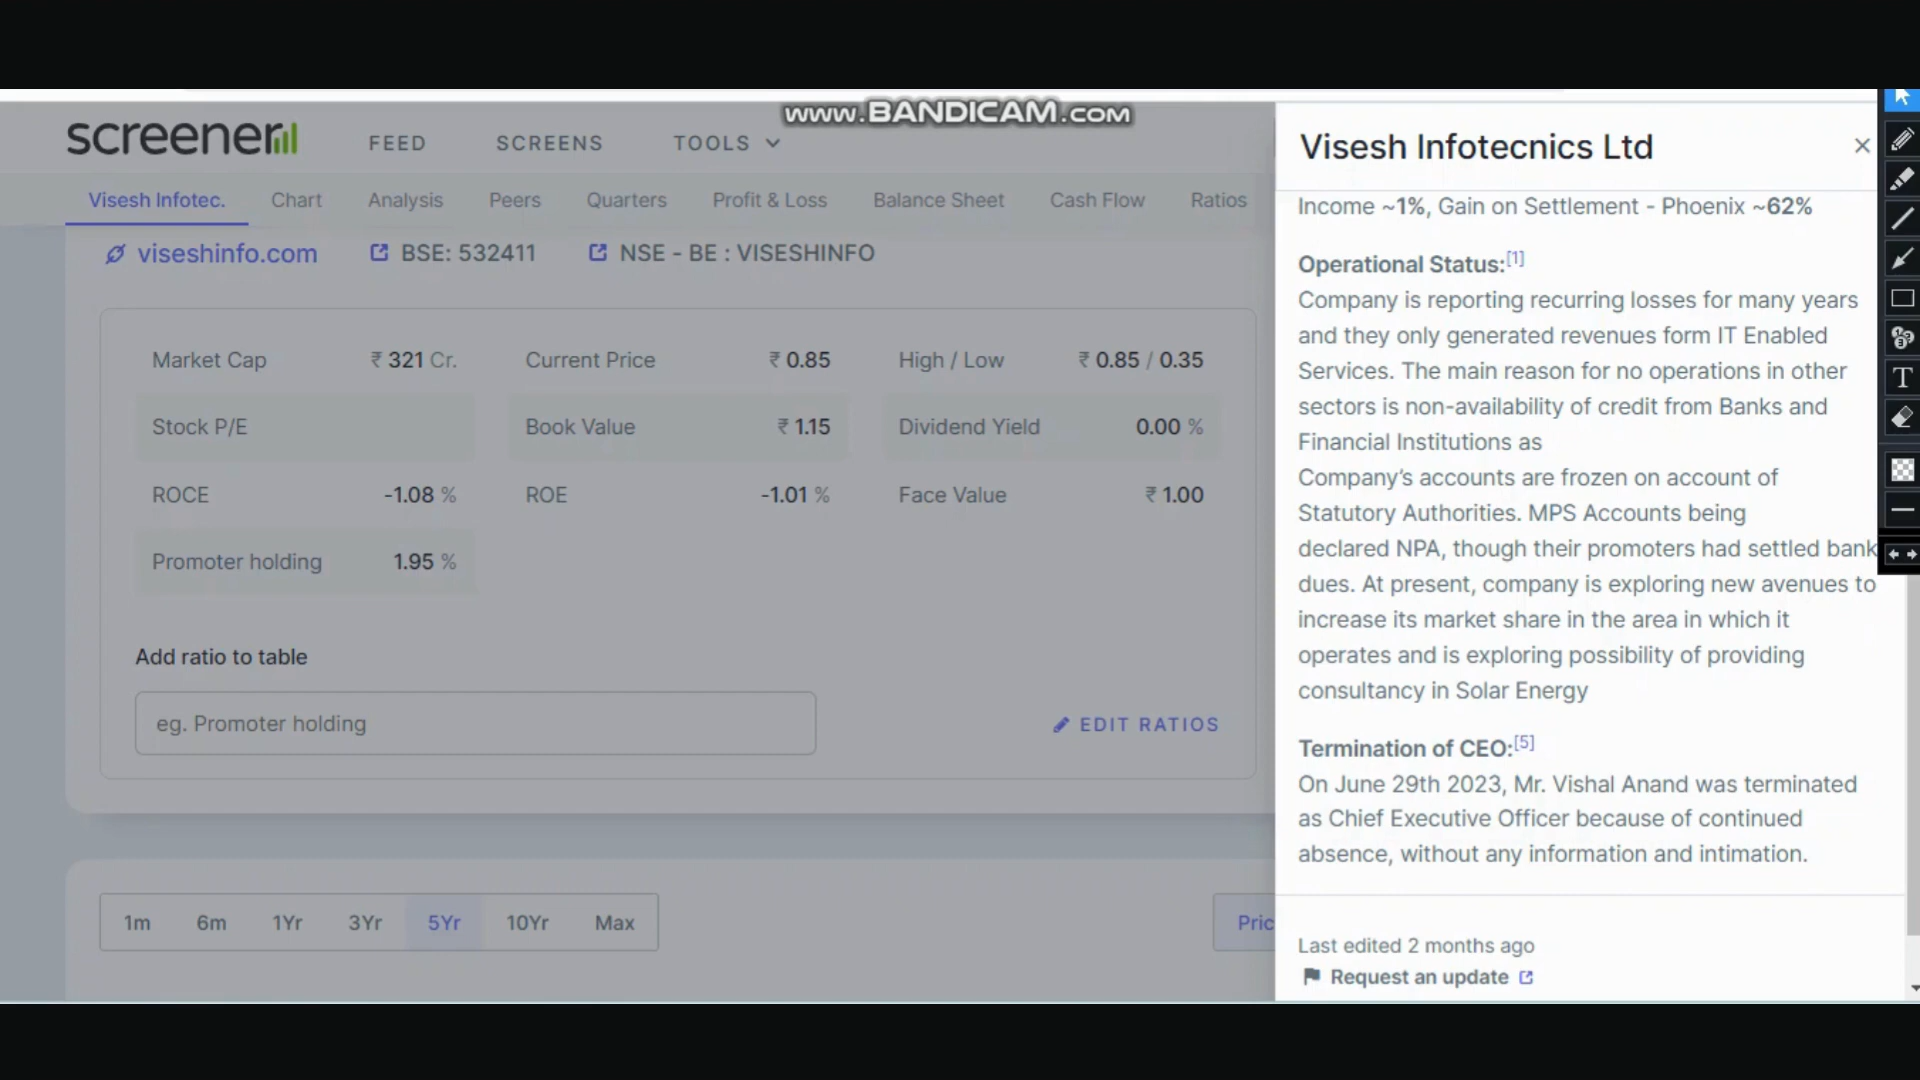 www.BANDICAM.com
screener
FEED
SCREENS
TOOLS
Visesh Infotec.
Chart
Analysis
Peers
Quarters
Profit & Loss
Balance Sheet
Cash Flow
Ratios
viseshinfo.com
BSE: 532411
NSE - BE : VISESHINFO
Market Cap ₹ 321 Cr.
Current Price ₹ 0.85
High / Low ₹ 0.85 / 0.35
Stock P/E
Book Value ₹ 1.15
Dividend Yield 0.00 %
ROCE -1.08 %
ROE -1.01 %
Face Value ₹ 1.00
Promoter holding 1.95 %
Add ratio to table
eg. Promoter holding
EDIT RATIOS
1m
6m
1Yr
3Yr
5Yr
10Yr
Max
Pric
Visesh Infotecnics Ltd
Income ~1%, Gain on Settlement - Phoenix ~62%
Operational Status:[1]
Company is reporting recurring losses for many years
and they only generated revenues form IT Enabled
Services. The main reason for no operations in other
sectors is non-availability of credit from Banks and
Financial Institutions as
Company's accounts are frozen on account of
Statutory Authorities. MPS Accounts being
declared NPA, though their promoters had settled bank
dues. At present, company is exploring new avenues to
increase its market share in the area in which it
operates and is exploring possibility of providing
consultancy in Solar Energy
Termination of CEO:[5]
On June 29th 2023, Mr. Vishal Anand was terminated
as Chief Executive Officer because of continued
absence, without any information and intimation.
Last edited 2 months ago
Request an update
T